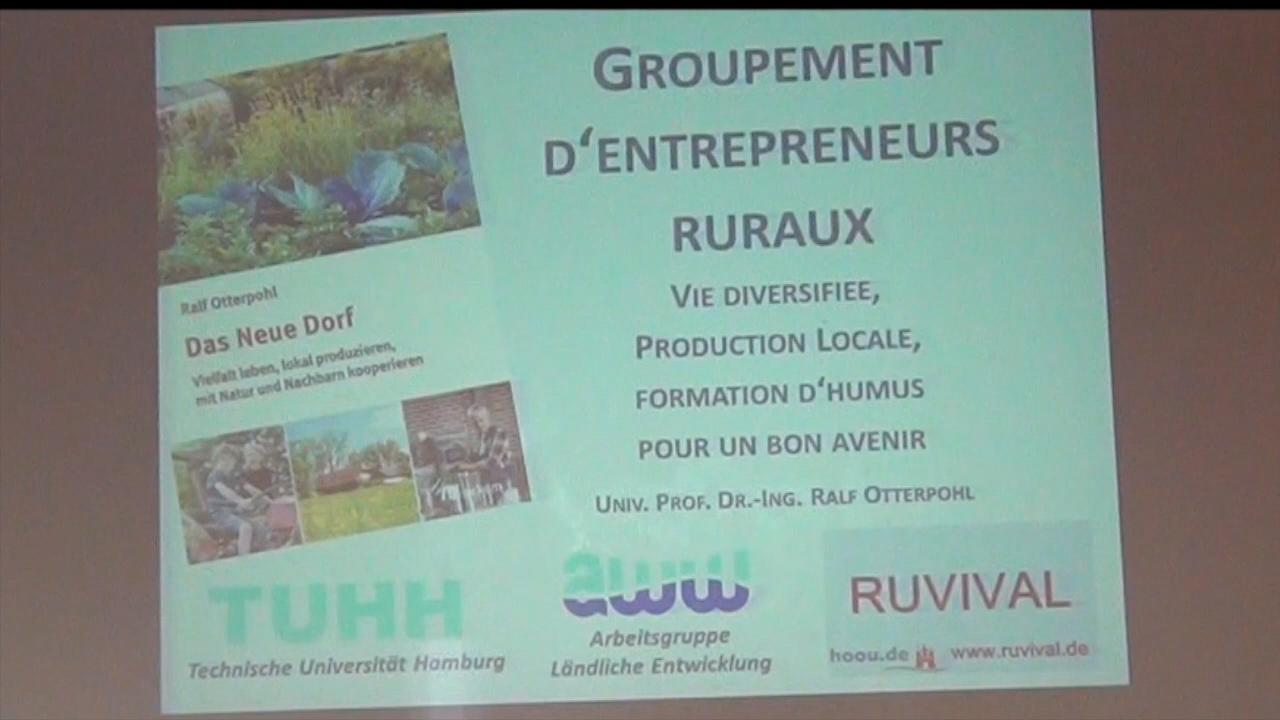 GROUPEMENT
D‘ENTREPRENEURS
RURAUX
VIE DIVERSIFIEE,
PRODUCTION LOCALE,
FORMATION D‘HUMUS
POUR UN BON AVENIR
UNIV. PROF. DR.-ING. RALF OTTERPOHL
Ralf Otterpohl
Das Neue Dorf
Vielfalt leben, lokal produzieren,
mit Natur und Nachbarn kooperieren
TUHH
Technische Universität Hamburg
aww
Arbeitsgruppe
Ländliche Entwicklung
RUVIVAL
hoou.de www.ruvival.de